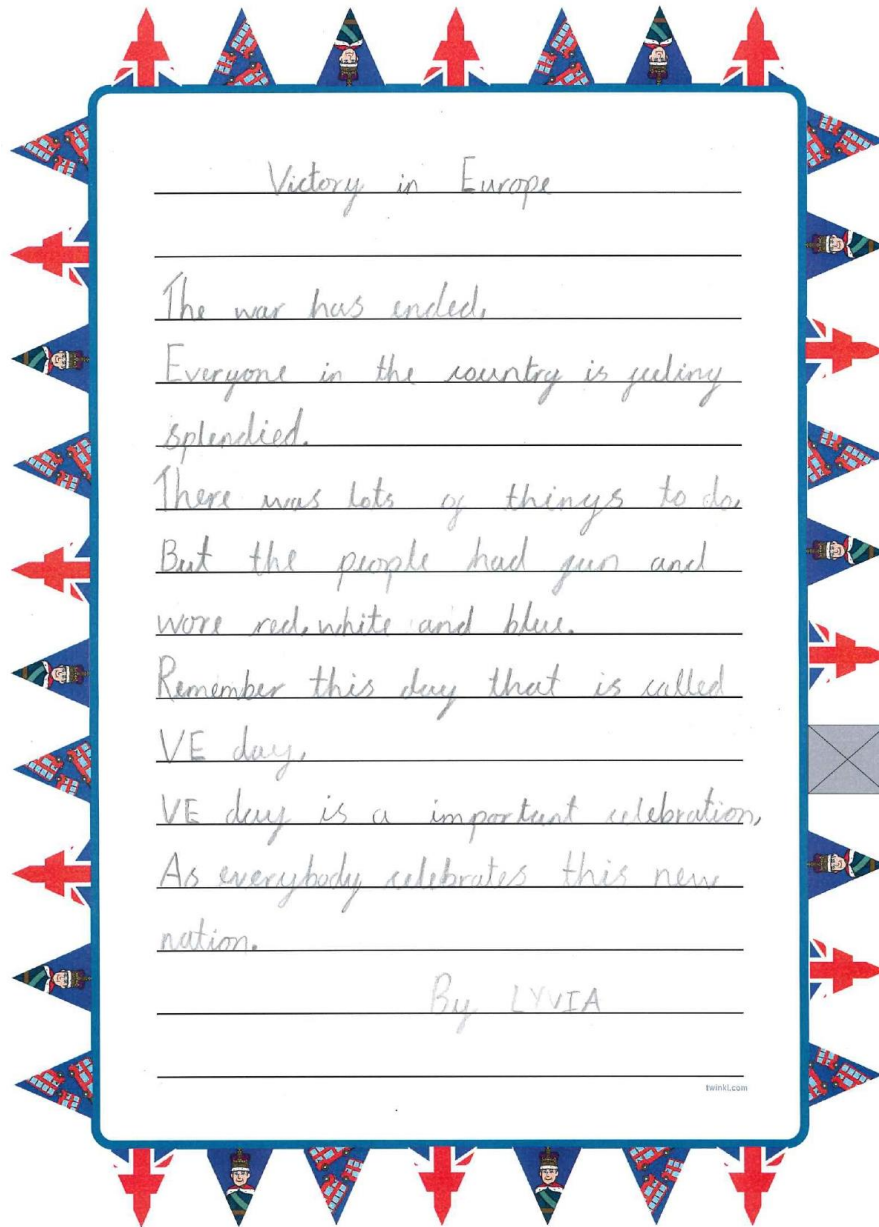 Victory in Europe
The war has ended,
Everyone in the country is feeling
splendied.
There was lots of things to do,
But the people had fun and
wore red, white and blue.
Remember this day that is called
VE day,
VE day is a important celebration,
As everybody celebrates this new
nation.
By LYVIA
twinkl.com